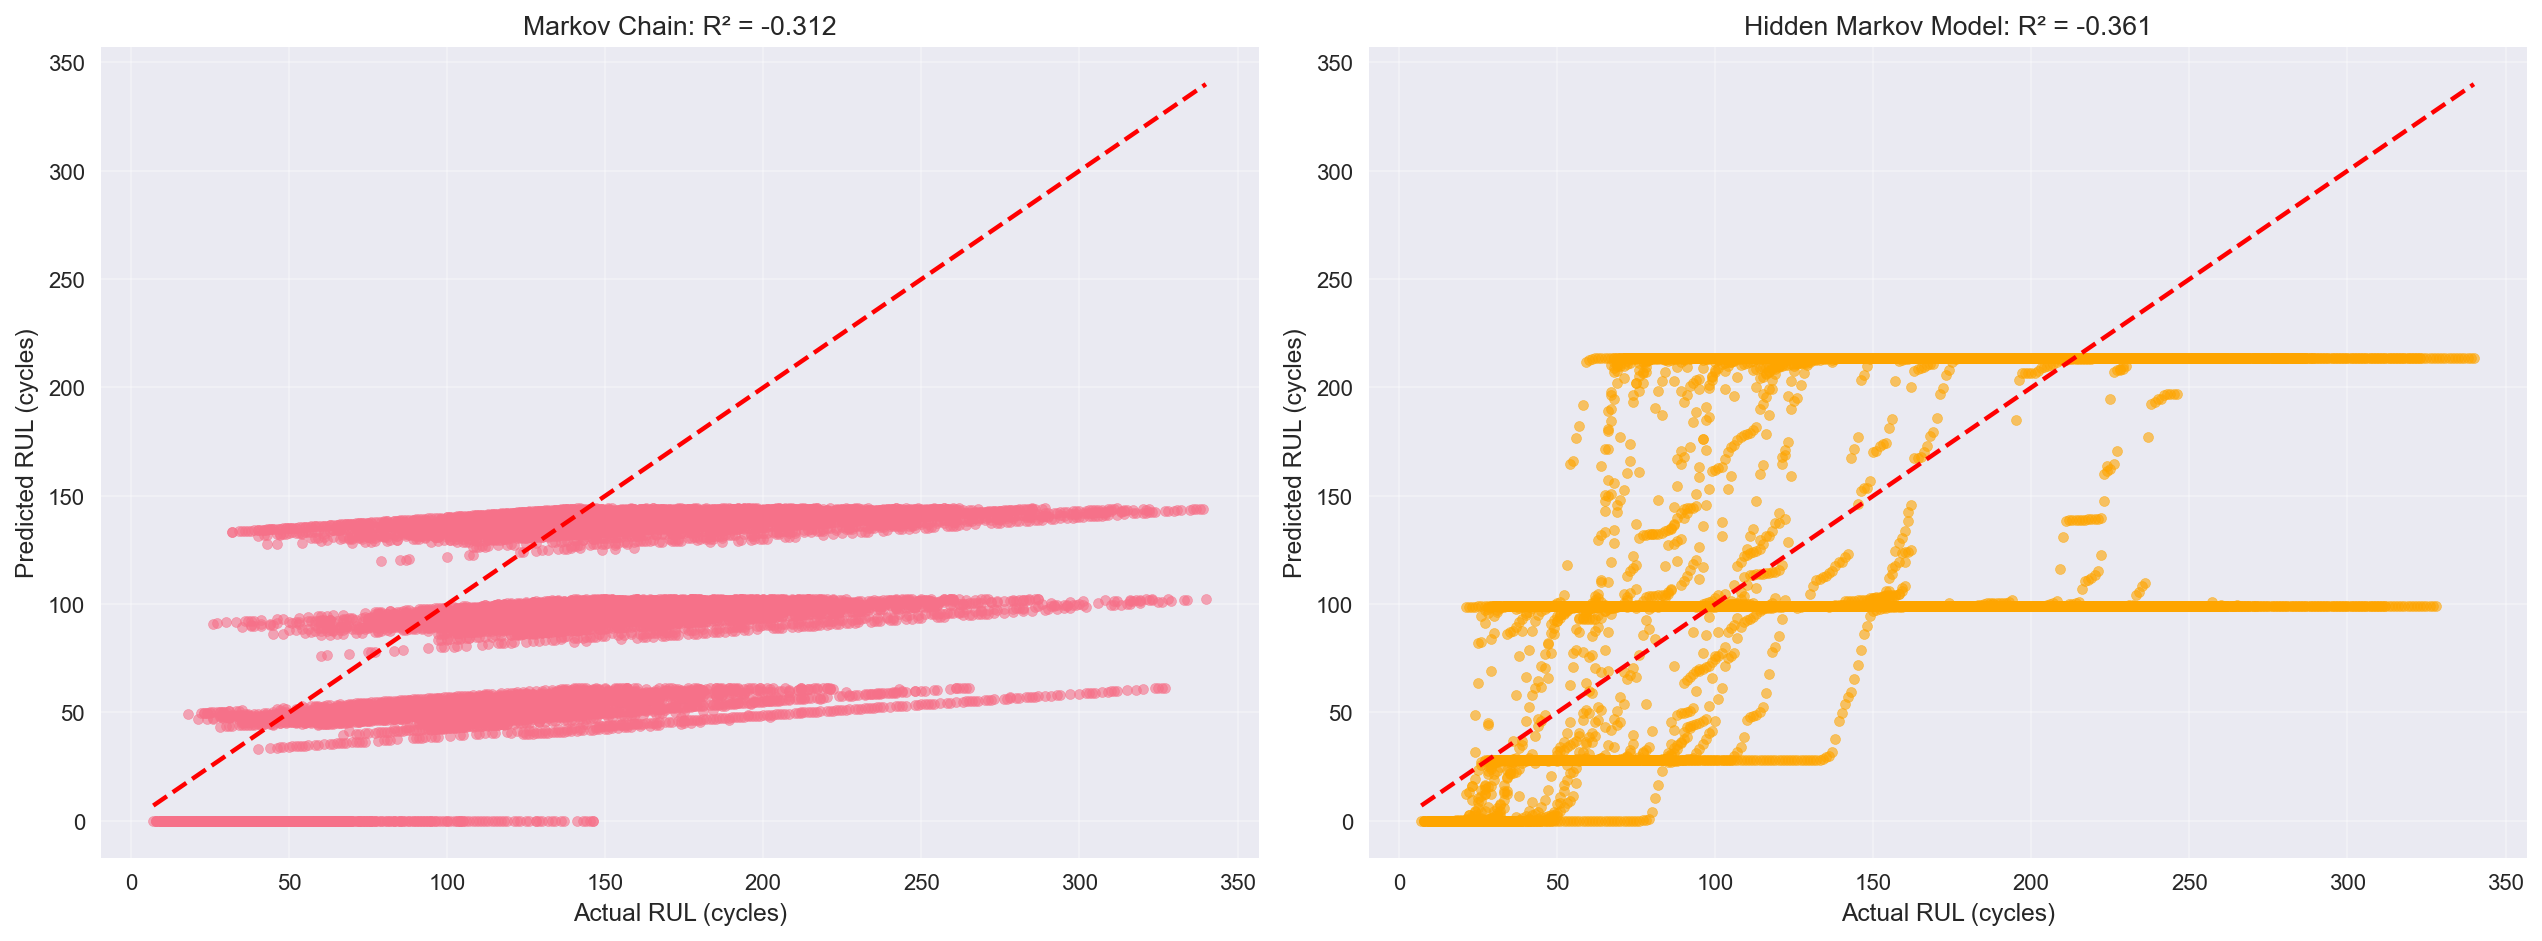 Markov Chain: R² = -0.312
350
300
250
200
150
100
50
0
Predicted RUL (cycles)
0 50 100 150 200 250 300 350
Actual RUL (cycles)
Hidden Markov Model: R² = -0.361
350
300
250
200
150
100
50
0
Predicted RUL (cycles)
0 50 100 150 200 250 300 350
Actual RUL (cycles)